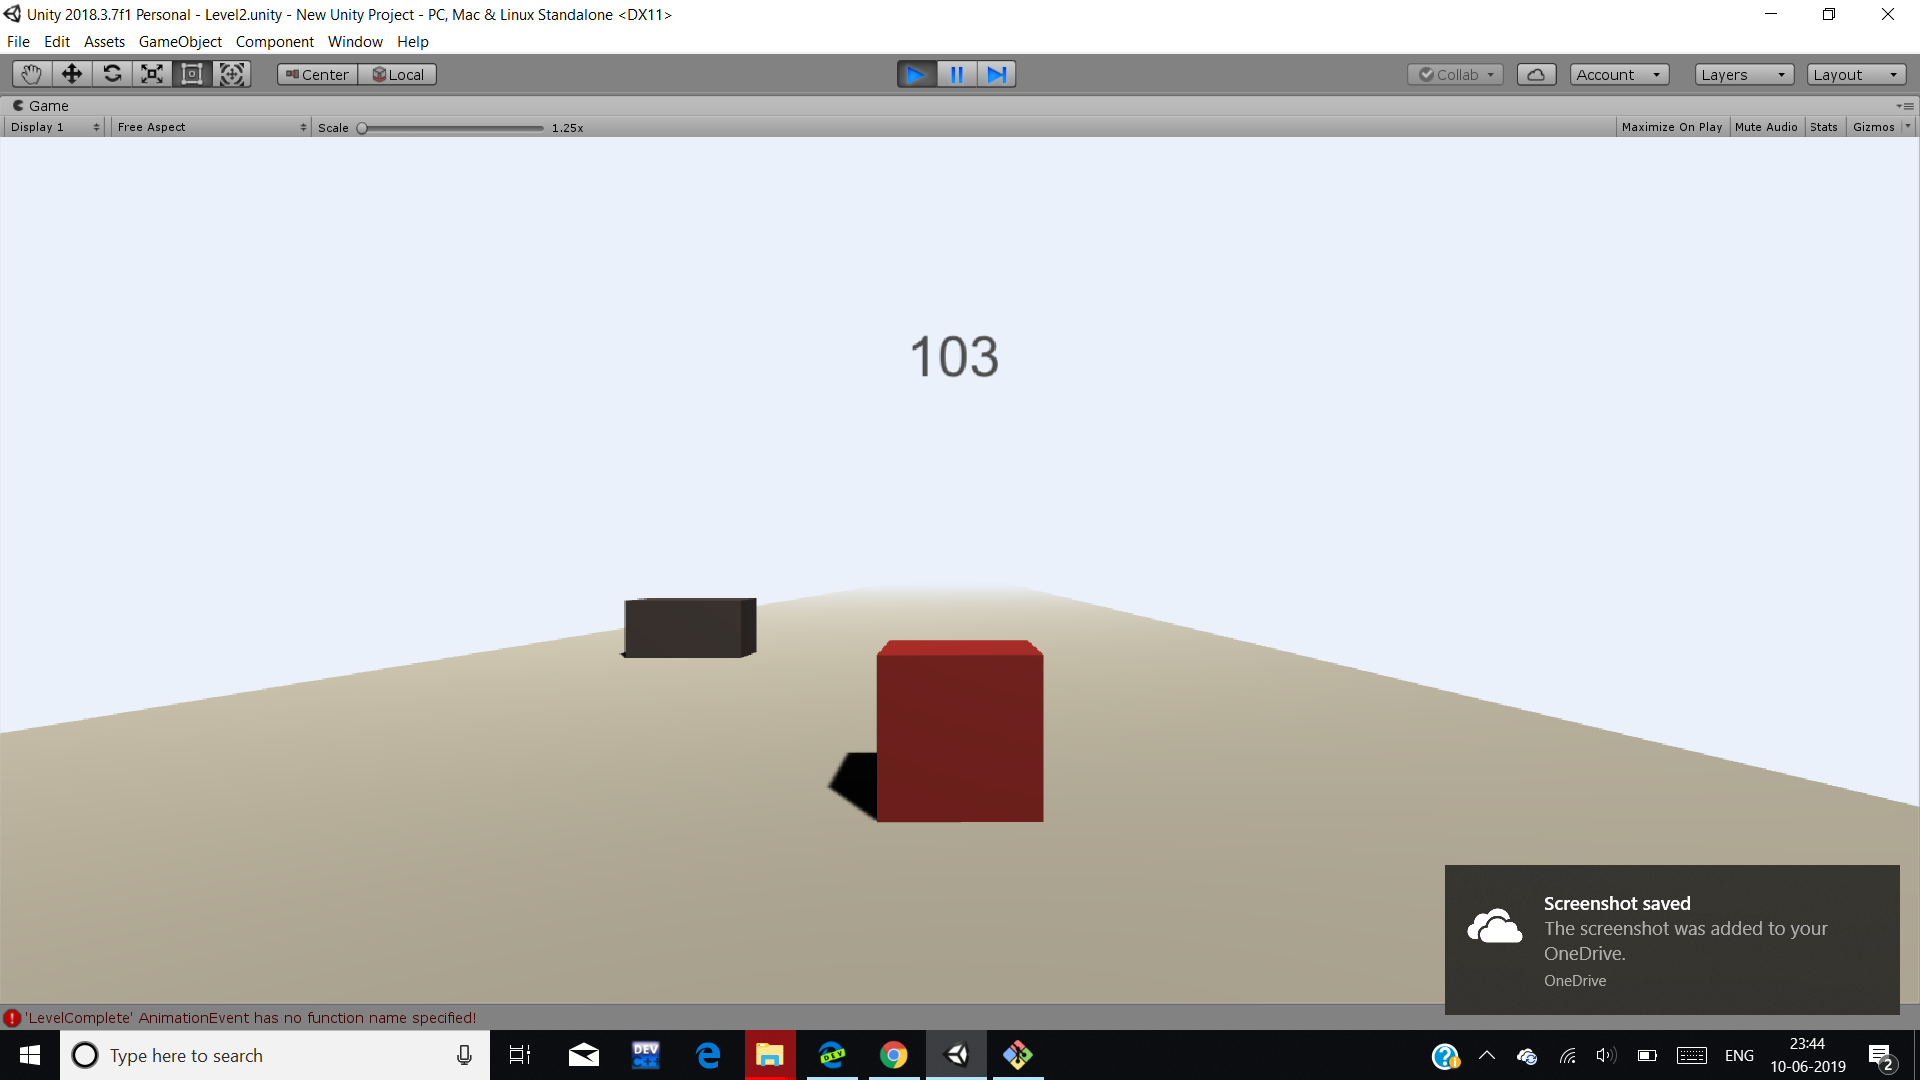 Unity 2018.3.7f1 Personal - Level2.unity - New Unity Project - PC, Mac & Linux Standalone <DX11>
File Edit Assets GameObject Component Window Help
Center Local Collab Account Layers Layout
Game
Display 1 Free Aspect Scale 1.25x Maximize On Play Mute Audio Stats Gizmos
103
Screenshot saved
The screenshot was added to your
OneDrive.
OneDrive
'LevelComplete' AnimationEvent has no function name specified!
Type here to search
DEV
C++
DEV
ENG
23:44
10-06-2019
2